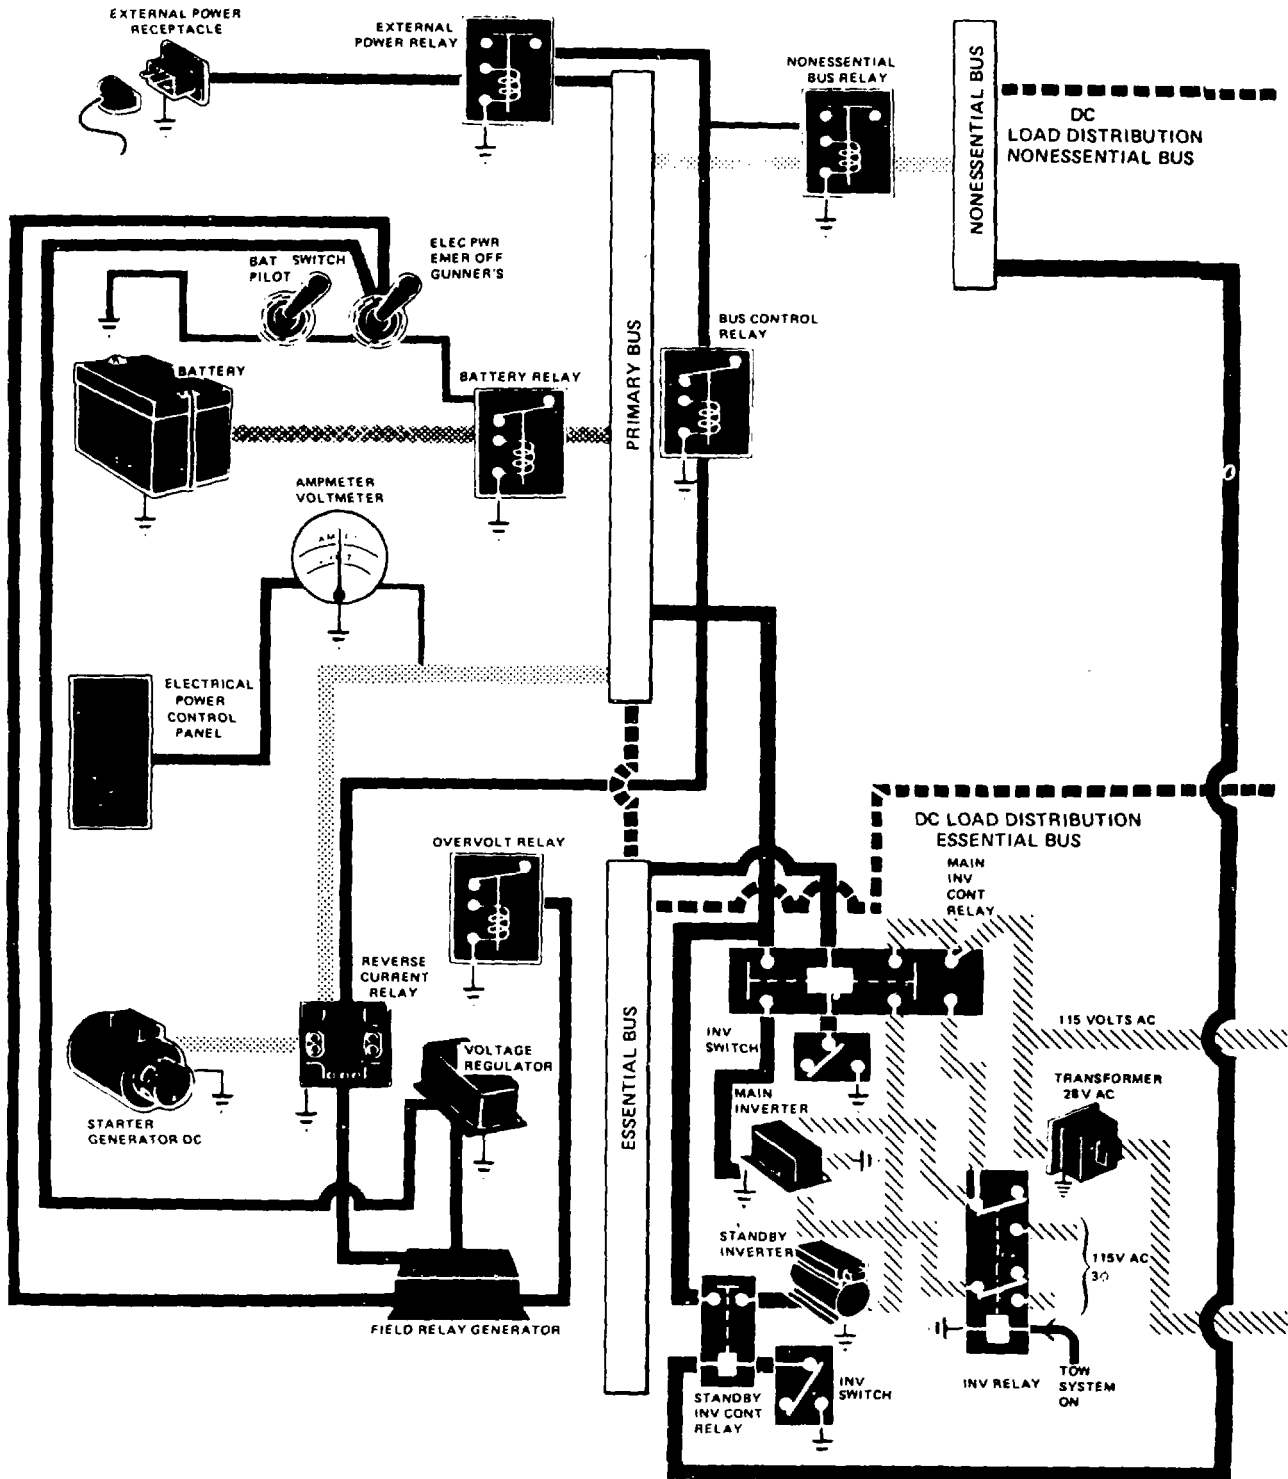 EXTERNAL POWER
RECEPTACLE
EXTERNAL
POWER RELAY
NONESSENTIAL
BUS RELAY
NONESSENTIAL BUS
DC
LOAD DISTRIBUTION
NONESSENTIAL BUS
BAT SWITCH
PILOT
ELEC PWR
EMER OFF
GUNNER'S
BATTERY
BATTERY RELAY
PRIMARY BUS
BUS CONTROL
RELAY
AMPMETER
VOLTMETER
ELECTRICAL
POWER
CONTROL
PANEL
OVERVOLT RELAY
DC LOAD DISTRIBUTION
ESSENTIAL BUS
MAIN
INV
CONT
RELAY
REVERSE
CURRENT
RELAY
STARTER
GENERATOR DC
VOLTAGE
REGULATOR
ESSENTIAL BUS
INV
SWITCH
115 VOLTS AC
MAIN
INVERTER
TRANSFORMER
28V AC
STANDBY
INVERTER
115V AC
3Φ
FIELD RELAY GENERATOR
STANDBY
INV CONT
RELAY
INV
SWITCH
INV RELAY
TOW
SYSTEM
ON